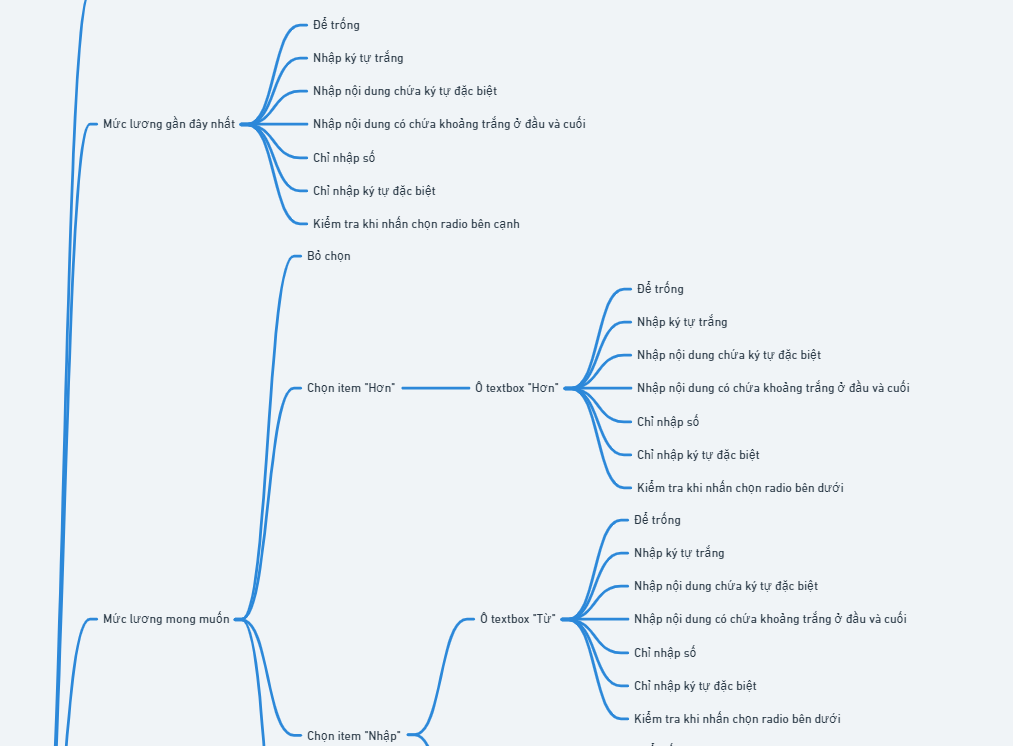 Để trống
Nhập ký tự trắng
Nhập nội dung chứa ký tự đặc biệt
Mức lương gần đây nhất
Nhập nội dung có chứa khoảng trắng ở đầu và cuối
Chỉ nhập số
Chỉ nhập ký tự đặc biệt
Kiểm tra khi nhấn chọn radio bên cạnh
Bỏ chọn
Để trống
Nhập ký tự trắng
Nhập nội dung chứa ký tự đặc biệt
Chọn item "Hơn"
Ô textbox "Hơn"
Nhập nội dung có chứa khoảng trắng ở đầu và cuối
Chỉ nhập số
Chỉ nhập ký tự đặc biệt
Kiểm tra khi nhấn chọn radio bên dưới
Để trống
Nhập ký tự trắng
Nhập nội dung chứa ký tự đặc biệt
Mức lương mong muốn
Ô textbox "Từ"
Nhập nội dung có chứa khoảng trắng ở đầu và cuối
Chỉ nhập số
Chỉ nhập ký tự đặc biệt
Kiểm tra khi nhấn chọn radio bên dưới
Chọn item "Nhập"